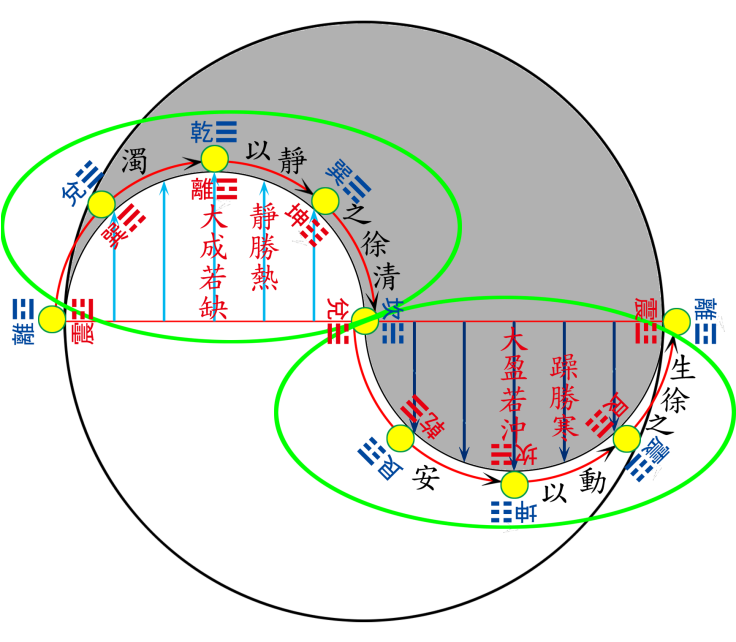 濁以靜之徐清
安以動之徐生
大成若缺
靜勝熱
大盈若沖
躁勝寒
離
兌
乾
巽
坎
艮
坤
震
離
震
巽
離
坤
兌
乾
坎
艮
震